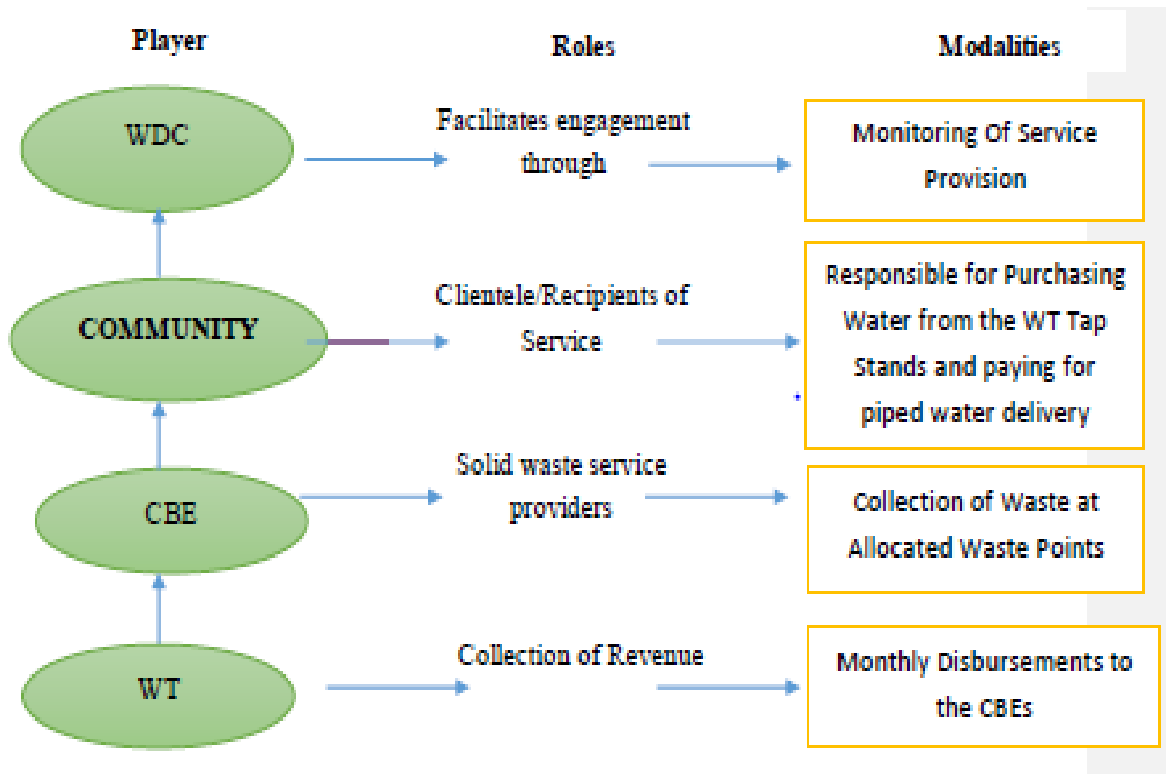 Player
Roles
Modalities
WDC
Facilitates engagement
through
Monitoring Of Service
Provision
COMMUNITY
Clientele/Recipients of
Service
Responsible for Purchasing
Water from the WT Tap
Stands and paying for
piped water delivery
CBE
Solid waste service
providers
Collection of Waste at
Allocated Waste Points
WT
Collection of Revenue
Monthly Disbursements to
the CBEs